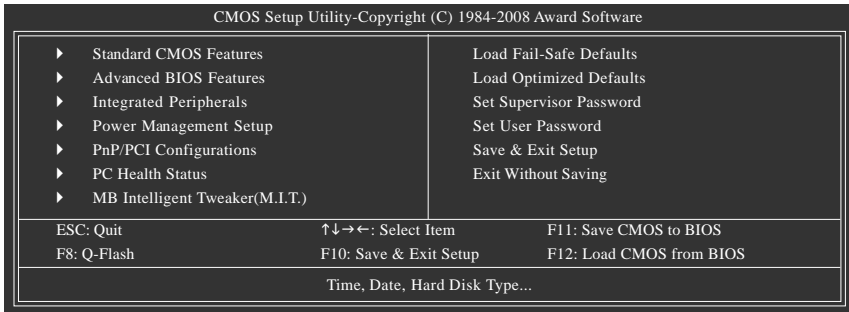 CMOS Setup Utility-Copyright (C) 1984-2008 Award Software
Standard CMOS Features
Advanced BIOS Features
Integrated Peripherals
Power Management Setup
PnP/PCI Configurations
PC Health Status
MB Intelligent Tweaker(M.I.T.)
Load Fail-Safe Defaults
Load Optimized Defaults
Set Supervisor Password
Set User Password
Save & Exit Setup
Exit Without Saving
ESC: Quit ↑↓→←: Select Item F11: Save CMOS to BIOS
F8: Q-Flash F10: Save & Exit Setup F12: Load CMOS from BIOS
Time, Date, Hard Disk Type...